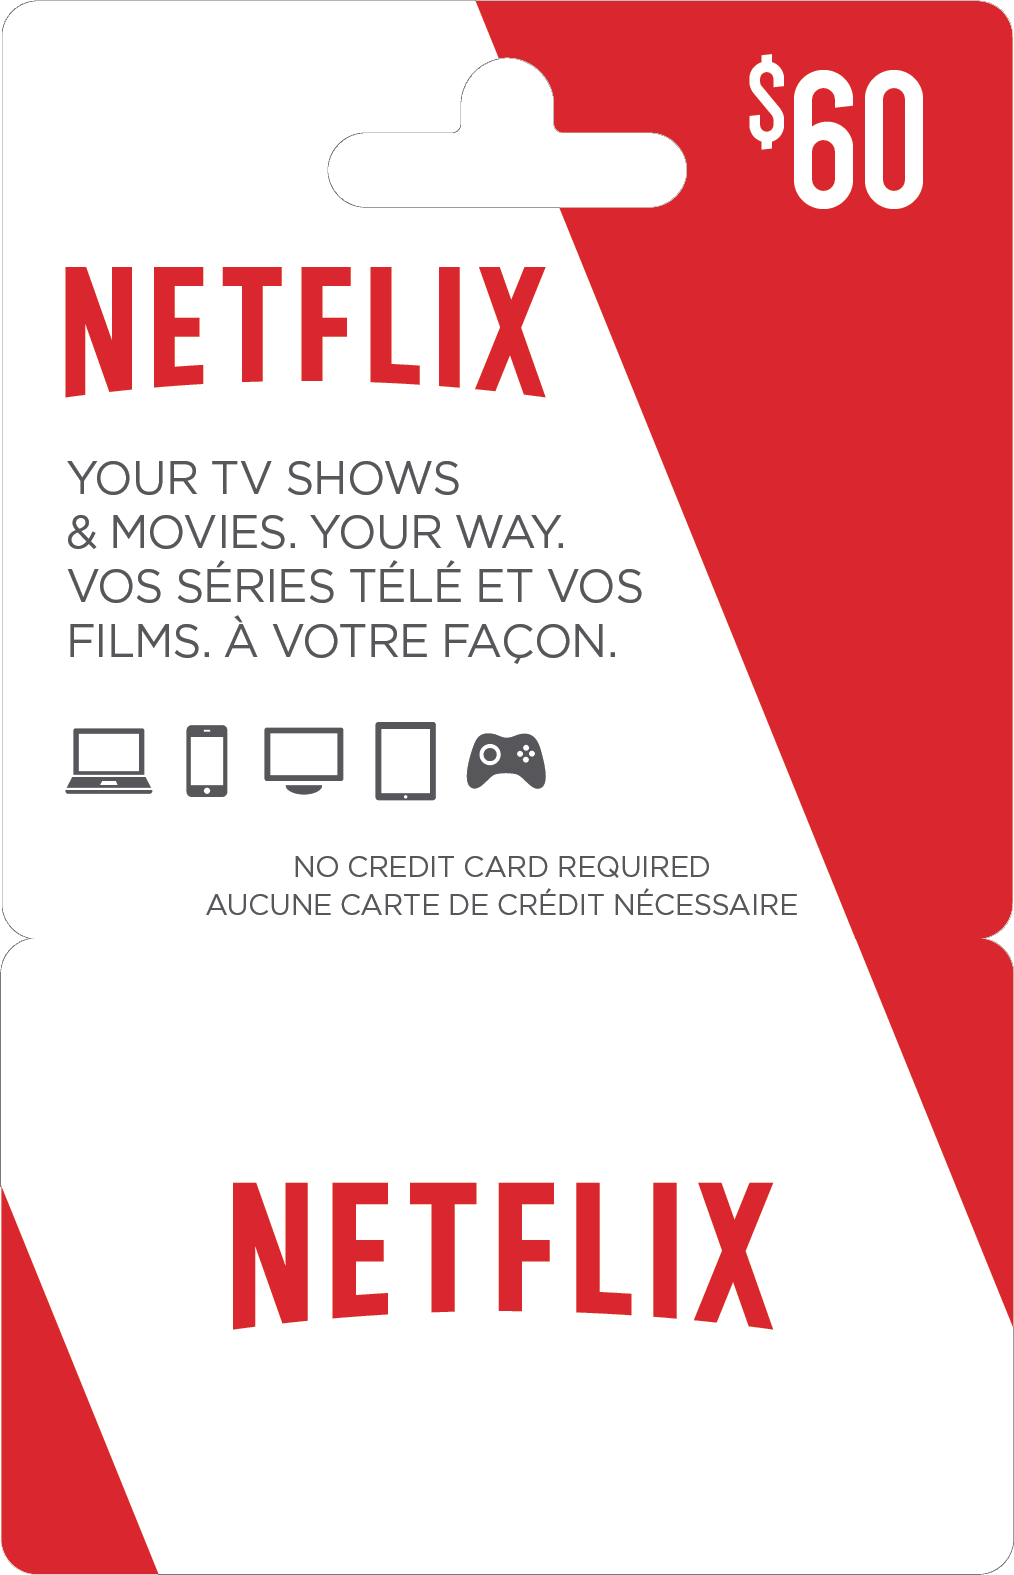 $60
NETFLIX
YOUR TV SHOWS
& MOVIES. YOUR WAY.
VOS SÉRIES TÉLÉ ET VOS
FILMS. À VOTRE FAÇON.
NO CREDIT CARD REQUIRED
AUCUNE CARTE DE CRÉDIT NÉCESSAIRE
NETFLIX